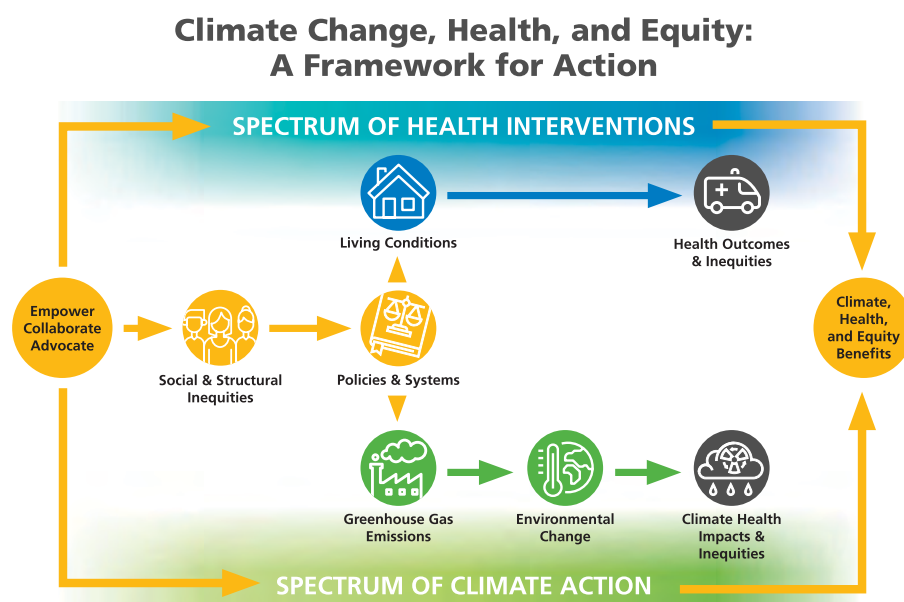 Climate Change, Health, and Equity:
A Framework for Action
SPECTRUM OF HEALTH INTERVENTIONS
Living Conditions
Health Outcomes
& Inequities
Empower
Collaborate
Advocate
Social & Structural
Inequities
Policies & Systems
Climate,
Health,
and Equity
Benefits
Greenhouse Gas
Emissions
Environmental
Change
Climate Health
Impacts &
Inequities
SPECTRUM OF CLIMATE ACTION